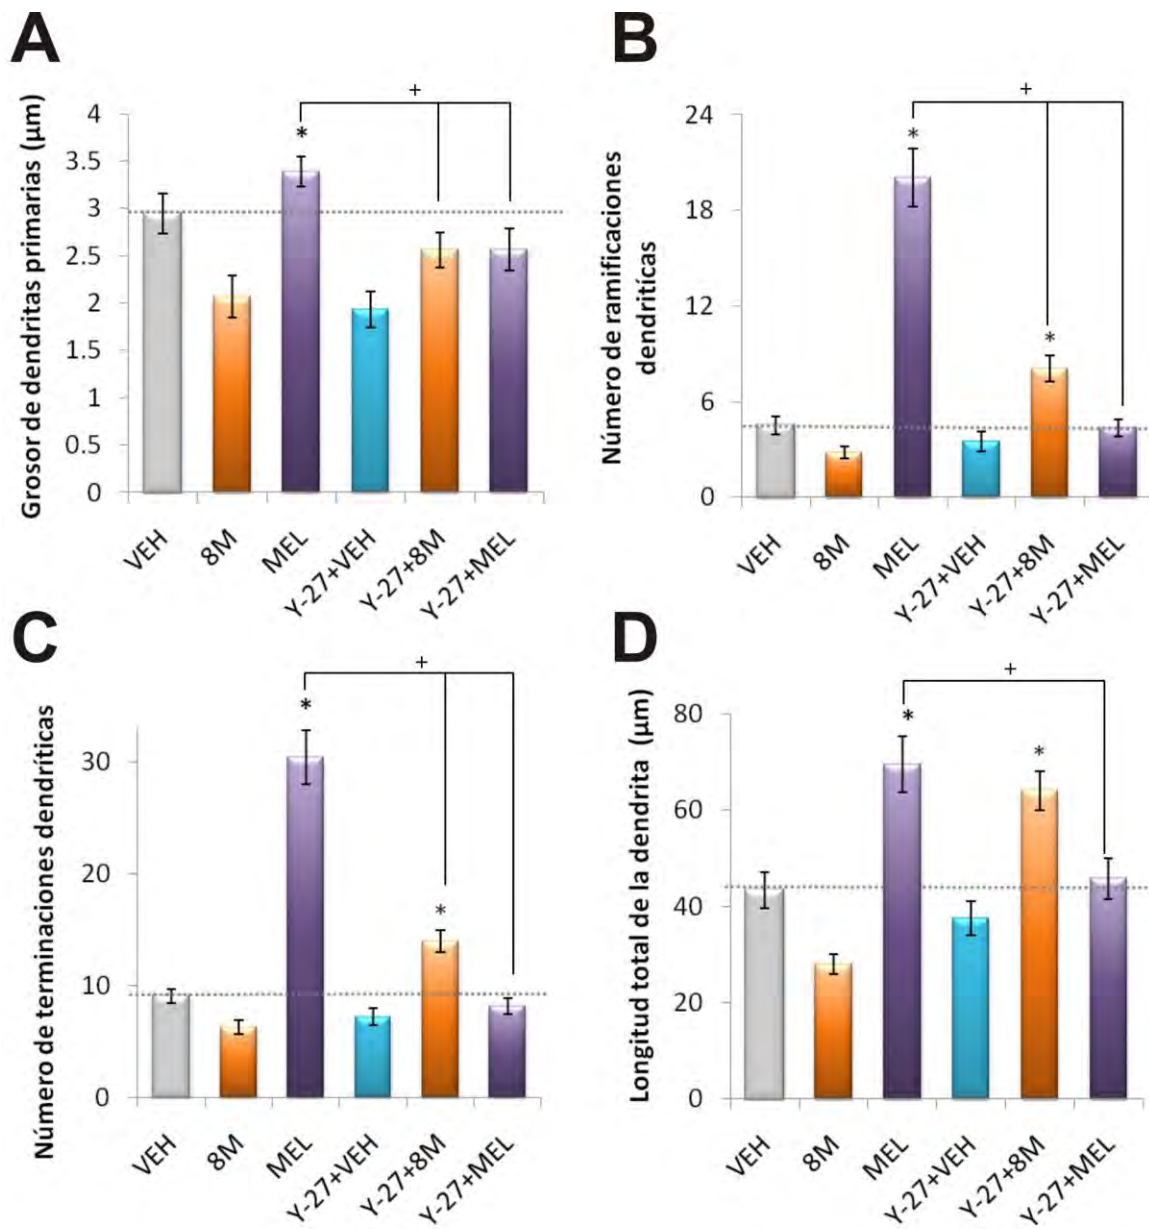 A
Grosor de dendritas primarias (µm)
4
3.5
3
2.5
2
1.5
1
0.5
0
+
*
VEH
8M
MEL
Y-27+VEH
Y-27+8M
Y-27+MEL
B
Número de ramificaciones
dendritícas
24
18
12
6
0
+
*
*
VEH
8M
MEL
Y-27+VEH
Y-27+8M
Y-27+MEL
C
Número de terminaciones dendríticas
30
20
10
0
+
*
*
VEH
8M
MEL
Y-27+VEH
Y-27+8M
Y-27+MEL
D
Longitud total de la dendrita (µm)
80
60
40
20
0
+
*
*
VEH
8M
MEL
Y-27+VEH
Y-27+8M
Y-27+MEL